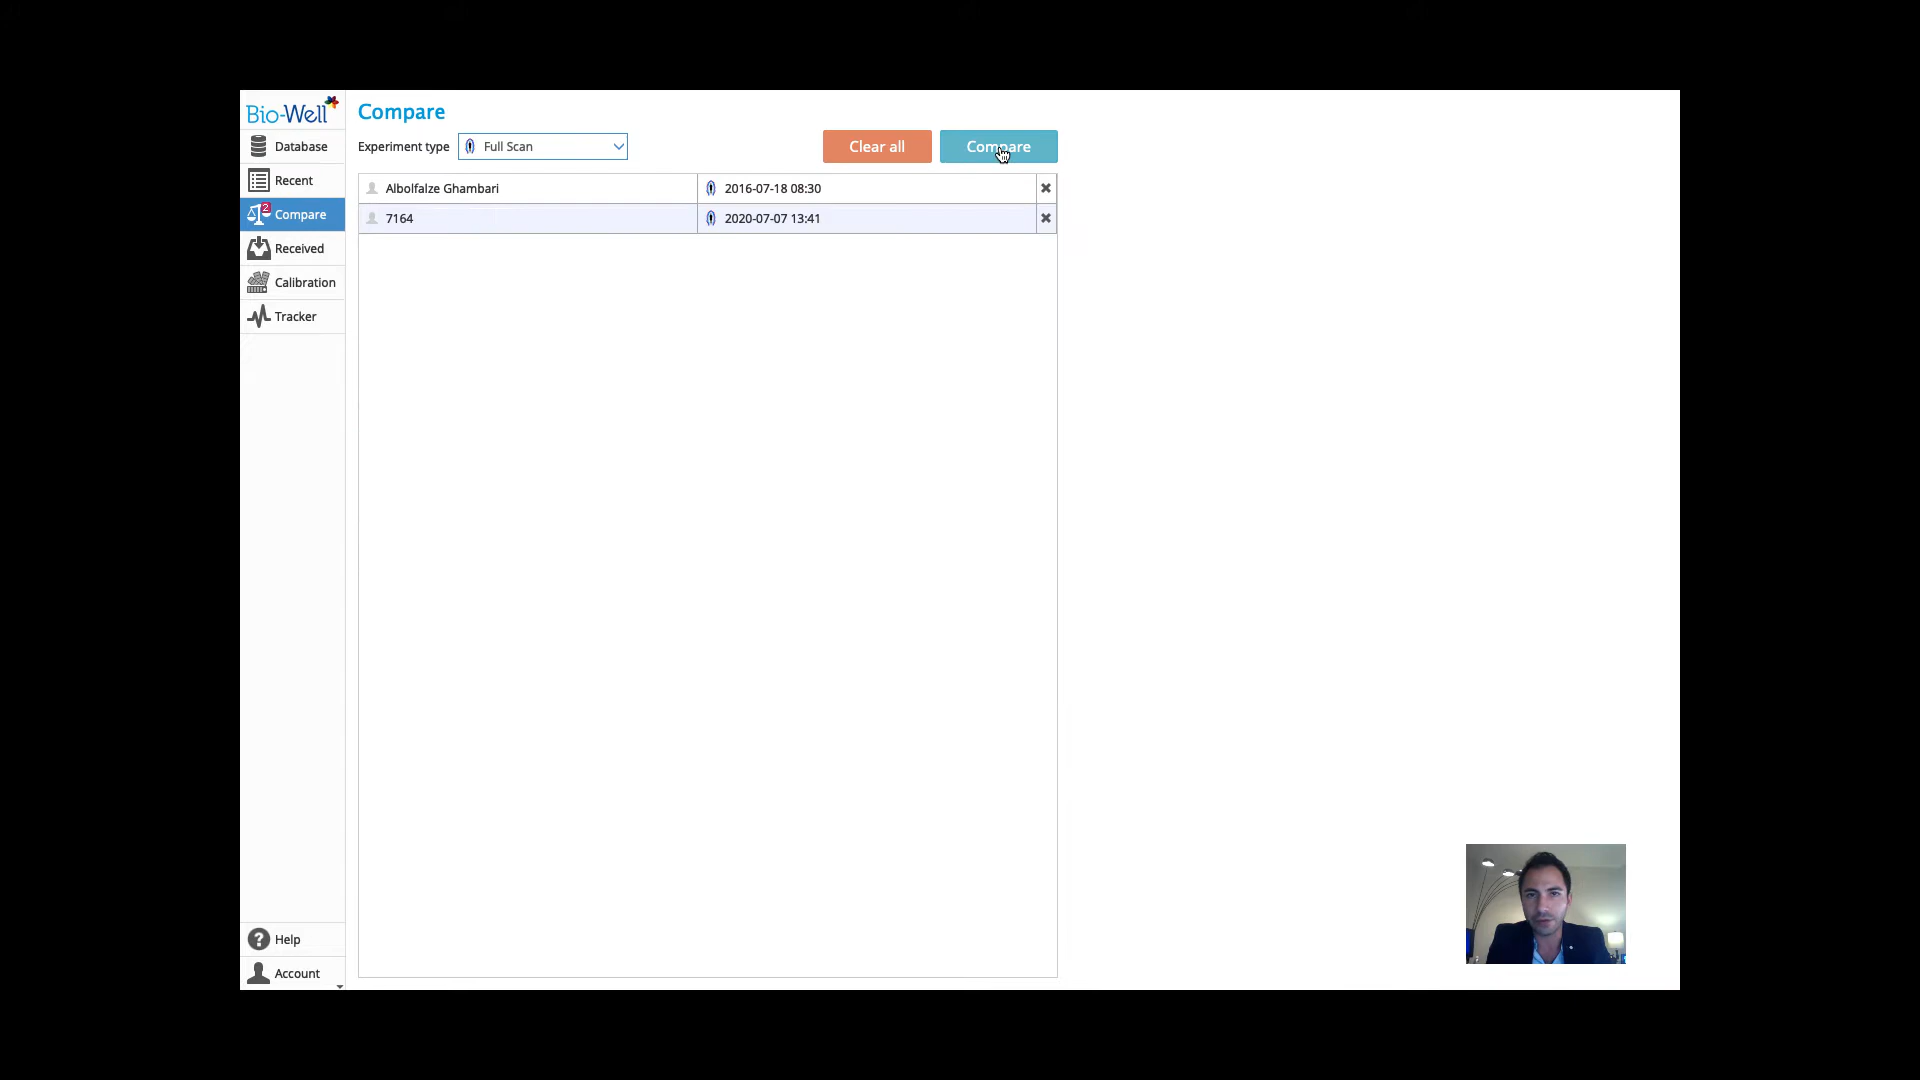 Bio-Well
Compare
Database
Experiment type
Full Scan
Clear all
Compare
Recent
Albolfalze Ghambari
2016-07-18 08:30
2
Compare
7164
2020-07-07 13:41
Received
Calibration
Tracker
Help
Account